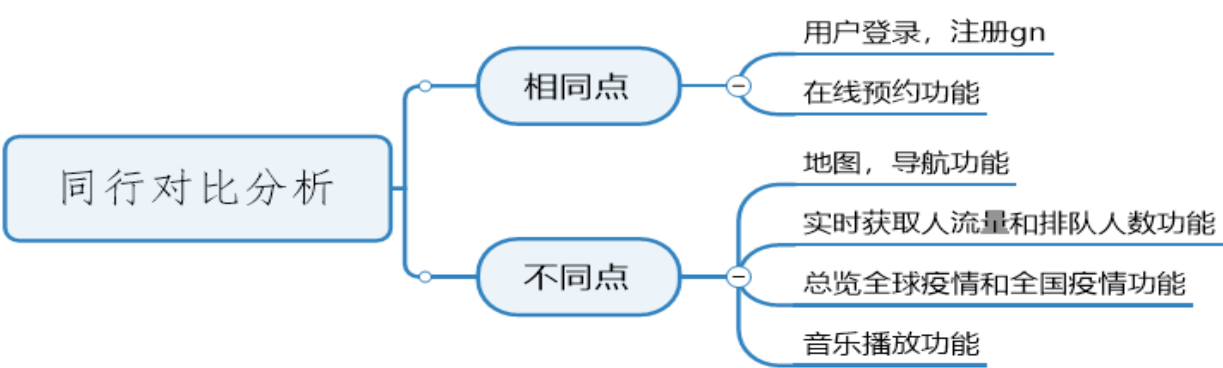 同行对比分析
相同点
用户登录，注册gn
在线预约功能
不同点
地图，导航功能
实时获取人流量和排队人数功能
总览全球疫情和全国疫情功能
音乐播放功能